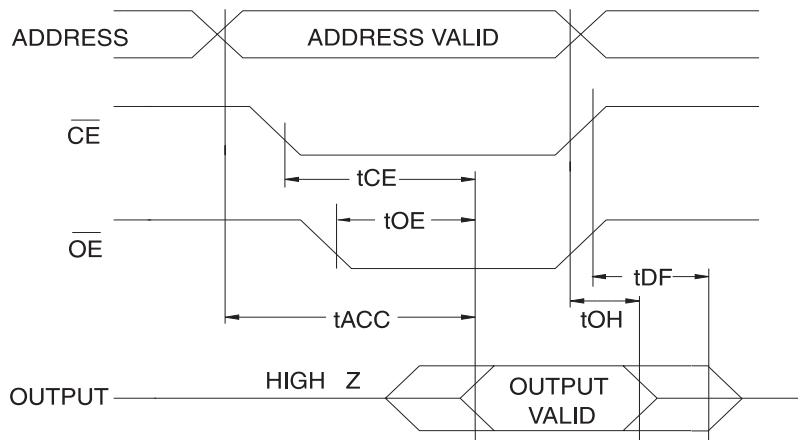 ADDRESS
ADDRESS VALID
CE
tCE
tOE
OE
tDF
tACC
tOH
HIGH Z
OUTPUT
OUTPUT
VALID